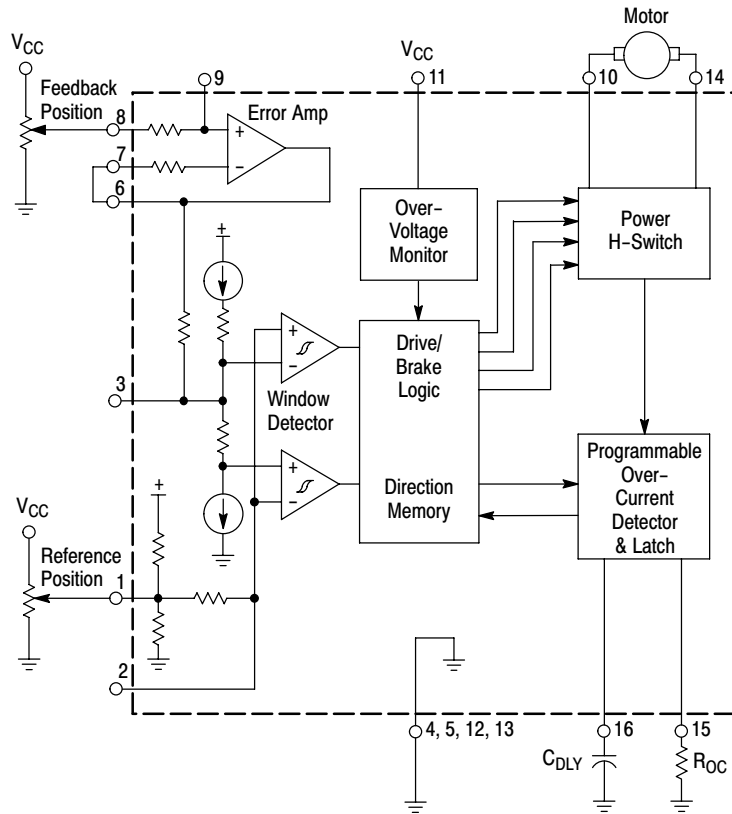 Motor
VCC
9
VCC
11
10
14
Feedback
Position
8
Error Amp
+
7
−
6
+
Over−
Voltage
Monitor
Power
H−Switch
+
−
3
Window
Detector
Drive/
Brake
Logic
+
−
Direction
Memory
Programmable
Over−
Current
Detector
& Latch
+
VCC
Reference
Position
1
2
4, 5, 12, 13
16
15
CDLY
ROC